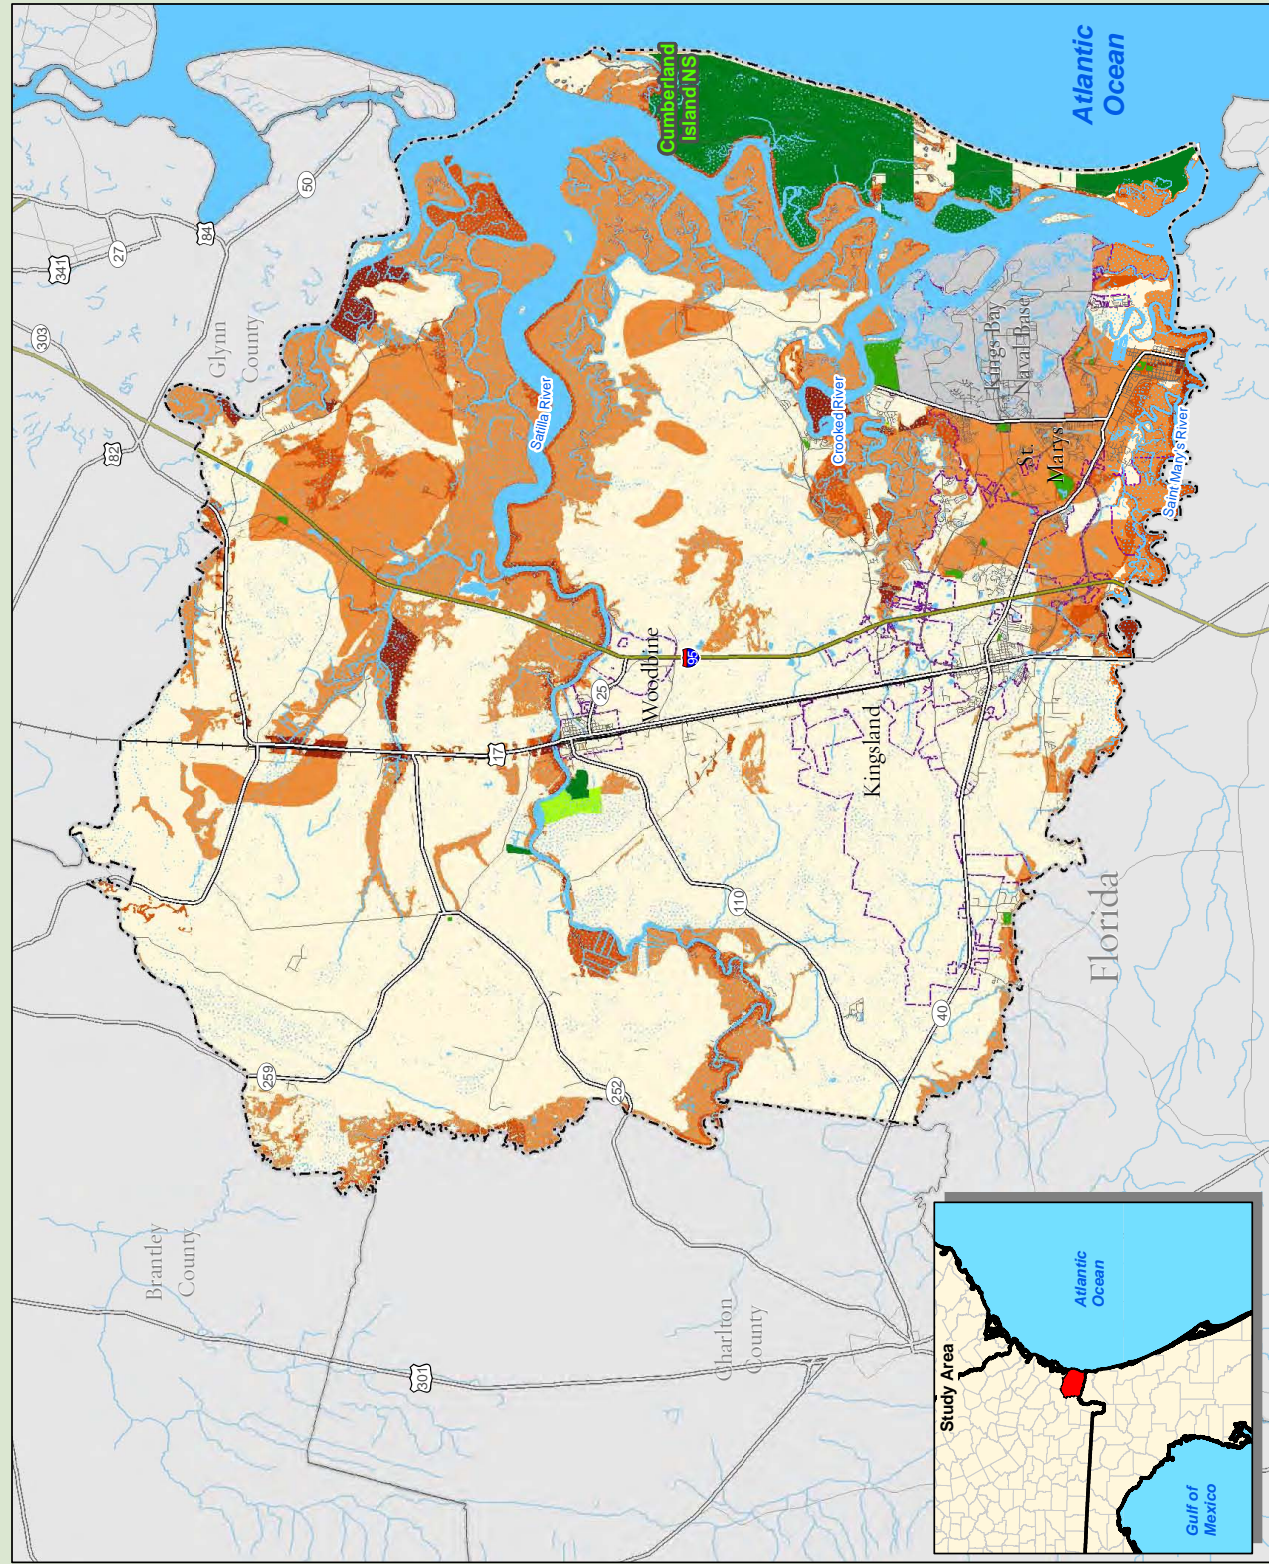 Atlantic
Ocean
Cumberland
Island NS
50
84
27
341
303
82
Glynn
County
Satilla River
Crooked River
Kings Bay
Naval Base
St.
Marys
Saint Mary's River
Woodbine
95
25
17
Kingsland
110
40
Florida
259
252
Brantley
County
301
Charlton
County
Study Area
Atlantic
Ocean
Gulf of
Mexico